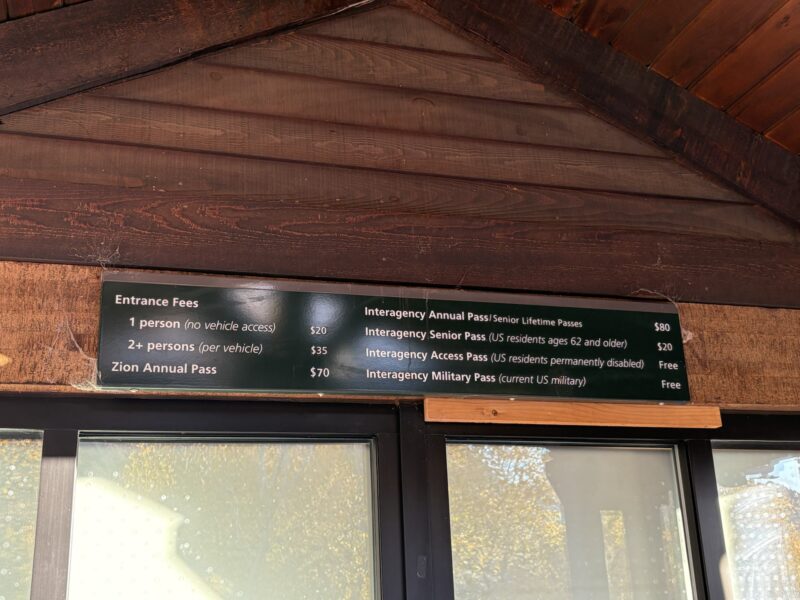 Entrance Fees
1 person (no vehicle access) $20
2+ persons (per vehicle) $35
Zion Annual Pass $70
Interagency Annual Pass/Senior Lifetime Passes $80
Interagency Senior Pass (US residents ages 62 and older) $20
Interagency Access Pass (US residents permanently disabled) Free
Interagency Military Pass (current US military) Free